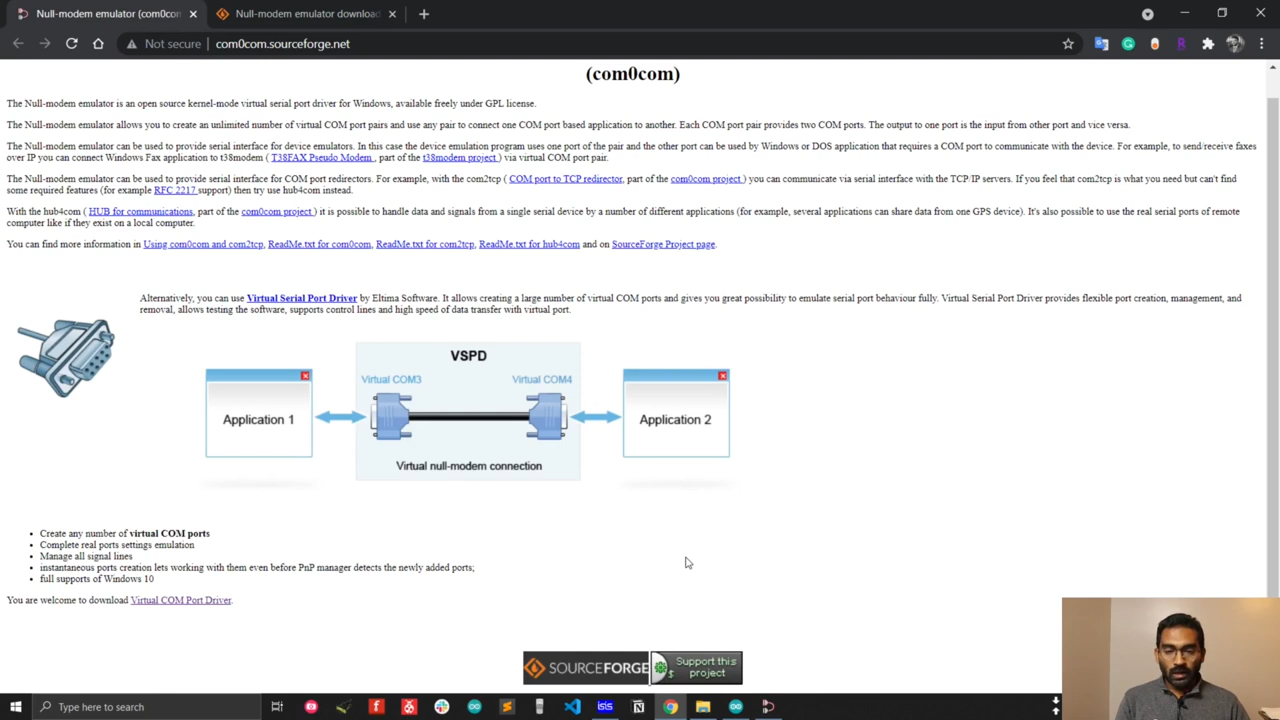 Null-modem emulator (com0com)
Null-modem emulator download
Not secure
com0com.sourceforge.net
(com0com)
The Null-modem emulator is an open source kernel-mode virtual serial port driver for Windows, available freely under GPL license.
The Null-modem emulator allows you to create an unlimited number of virtual COM port pairs and use any pair to connect one COM port based application to another. Each COM port pair provides two COM ports. The output to one port is the input from other port and vice versa.
The Null-modem emulator can be used to provide serial interface for device emulators. In this case the device emulation program uses one port of the pair and the other port can be used by Windows or DOS application that requires a COM port to communicate with the device. For example, to send/receive faxes
over IP you can connect Windows Fax application to t38modem ( T38FAX Pseudo Modem , part of the t38modem project ) via virtual COM port pair.
The Null-modem emulator can be used to provide serial interface for COM port redirectors. For example, with the com2tcp ( COM port to TCP redirector, part of the com0com project ) you can communicate via serial interface with the TCP/IP servers. If you feel that com2tcp is what you need but can't find
some required features (for example RFC 2217 support) then try use hub4com instead.
With the hub4com ( HUB for communications, part of the com0com project ) it is possible to handle data and signals from a single serial device by a number of different applications (for example, several applications can share data from one GPS device). It's also possible to use the real serial ports of remote
computer like if they exist on a local computer.
You can find more information in Using com0com and com2tcp, ReadMe.txt for com0com, ReadMe.txt for com2tcp, ReadMe.txt for hub4com and on SourceForge Project page.
Alternatively, you can use Virtual Serial Port Driver by Eltima Software. It allows creating a large number of virtual COM ports and gives you great possibility to emulate serial port behaviour fully. Virtual Serial Port Driver provides flexible port creation, management, and
removal, allows testing the software, supports control lines and high speed of data transfer with virtual port.
VSPD
Virtual COM3
Virtual COM4
Application 1
Application 2
Virtual null-modem connection
Create any number of virtual COM ports
Complete real ports settings emulation
Manage all signal lines
instantaneous ports creation lets working with them even before PnP manager detects the newly added ports;
full supports of Windows 10
You are welcome to download Virtual COM Port Driver.
SOURCEFORGE
Support this
project
Type here to search
isis